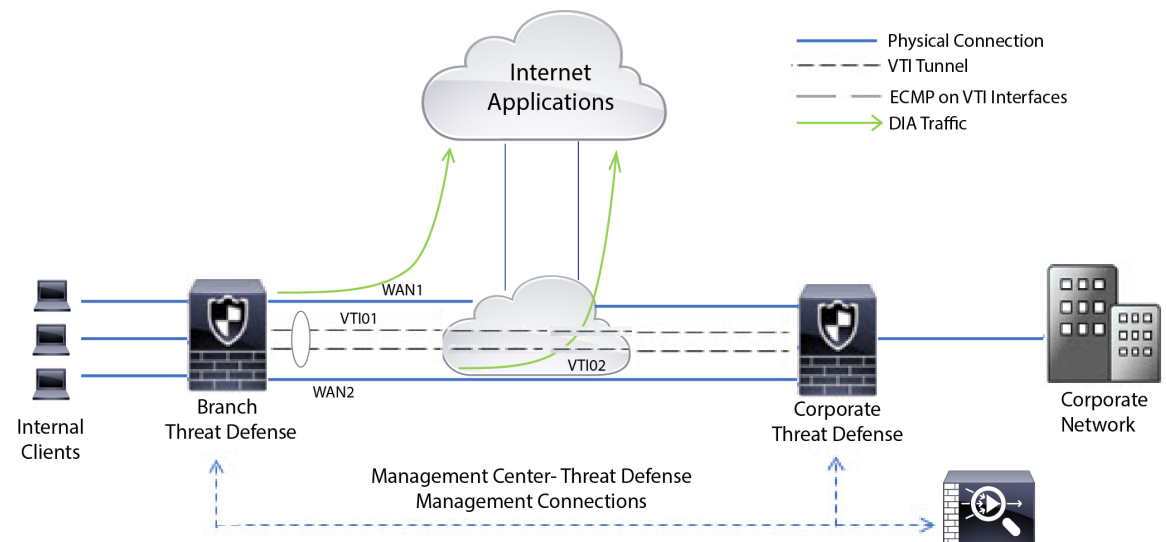 Internet
Applications
Physical Connection
VTI Tunnel
ECMP on VTI Interfaces
DIA Traffic
WAN1
VTI01
VTI02
WAN2
Internal
Clients
Branch
Threat Defense
Corporate
Threat Defense
Corporate
Network
Management Center- Threat Defense
Management Connections